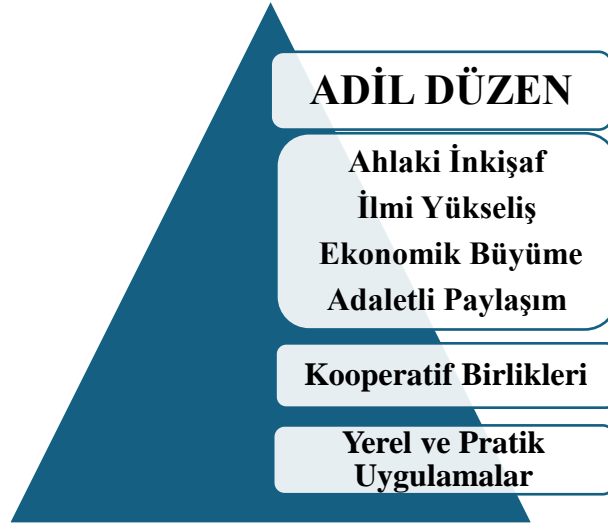 ADİL DÜZEN
Ahlaki İnkişaf
İlmi Yükseliş
Ekonomik Büyüme
Adaletli Paylaşım
Kooperatif Birlikleri
Yerel ve Pratik
Uygulamalar